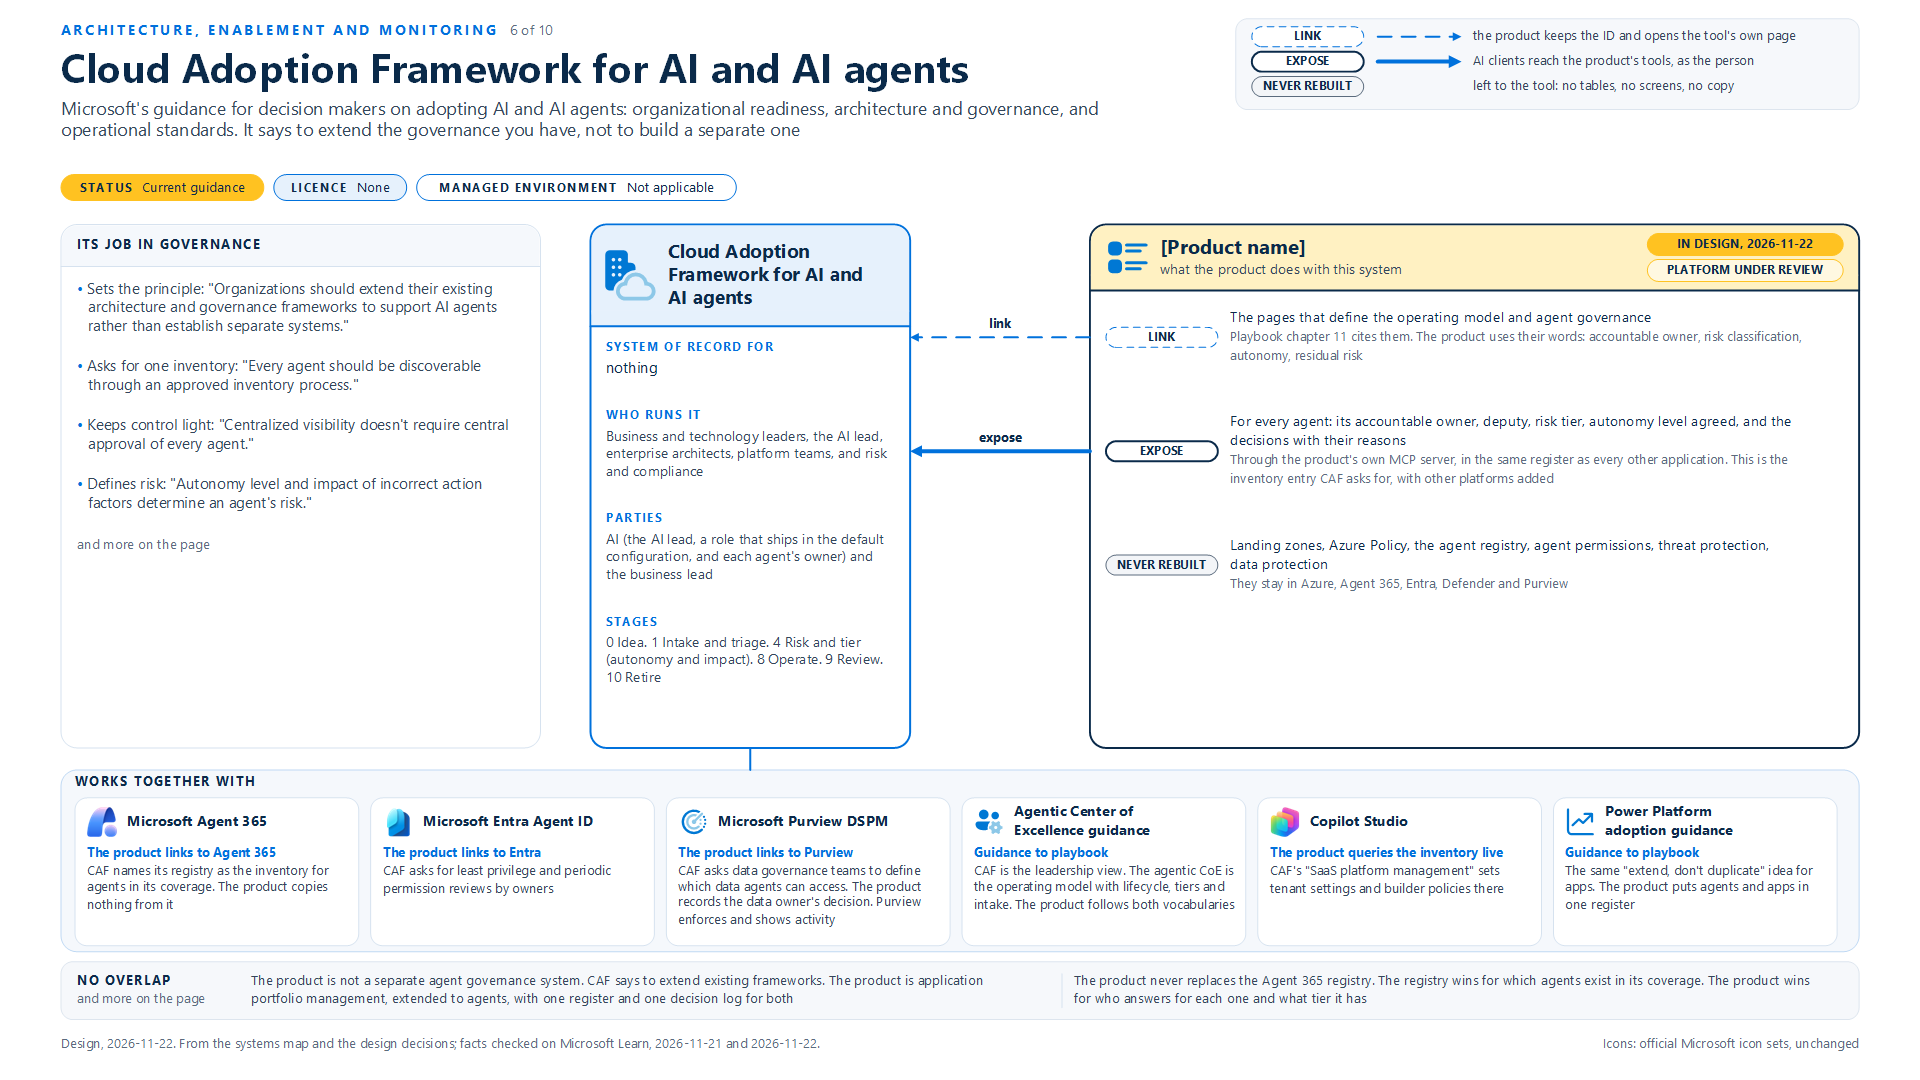 ARCHITECTURE, ENABLEMENT AND MONITORING 6 of 10
Cloud Adoption Framework for AI and AI agents
Microsoft's guidance for decision makers on adopting AI and AI agents: organizational readiness, architecture and governance, and
operational standards. It says to extend the governance you have, not to build a separate one
LINK the product keeps the ID and opens the tool's own page
EXPOSE AI clients reach the product's tools, as the person
NEVER REBUILT left to the tool: no tables, no screens, no copy
STATUS Current guidance
LICENCE None
MANAGED ENVIRONMENT Not applicable
ITS JOB IN GOVERNANCE
• Sets the principle: "Organizations should extend their existing
architecture and governance frameworks to support AI agents
rather than establish separate systems."
• Asks for one inventory: "Every agent should be discoverable
through an approved inventory process."
• Keeps control light: "Centralized visibility doesn't require central
approval of every agent."
• Defines risk: "Autonomy level and impact of incorrect action
factors determine an agent's risk."
and more on the page
Cloud Adoption
Framework for AI and
AI agents
SYSTEM OF RECORD FOR
nothing
WHO RUNS IT
Business and technology leaders, the AI lead,
enterprise architects, platform teams, and risk
and compliance
PARTIES
AI (the AI lead, a role that ships in the default
configuration, and each agent's owner) and
the business lead
STAGES
0 Idea. 1 Intake and triage. 4 Risk and tier
(autonomy and impact). 8 Operate. 9 Review.
10 Retire
link
expose
[Product name]
what the product does with this system
IN DESIGN, 2026-11-22
PLATFORM UNDER REVIEW
LINK
The pages that define the operating model and agent governance
Playbook chapter 11 cites them. The product uses their words: accountable owner, risk classification,
autonomy, residual risk
EXPOSE
For every agent: its accountable owner, deputy, risk tier, autonomy level agreed, and the
decisions with their reasons
Through the product's own MCP server, in the same register as every other application. This is the
inventory entry CAF asks for, with other platforms added
NEVER REBUILT
Landing zones, Azure Policy, the agent registry, agent permissions, threat protection,
data protection
They stay in Azure, Agent 365, Entra, Defender and Purview
WORKS TOGETHER WITH
Microsoft Agent 365
The product links to Agent 365
CAF names its registry as the inventory for
agents in its coverage. The product copies
nothing from it
Microsoft Entra Agent ID
The product links to Entra
CAF asks for least privilege and periodic
permission reviews by owners
Microsoft Purview DSPM
The product links to Purview
CAF asks data governance teams to define
which data agents can access. The product
records the data owner's decision. Purview
enforces and shows activity
Agentic Center of
Excellence guidance
Guidance to playbook
CAF is the leadership view. The agentic CoE is
the operating model with lifecycle, tiers and
intake. The product follows both vocabularies
Copilot Studio
The product queries the inventory live
CAF's "SaaS platform management" sets
tenant settings and builder policies there
Power Platform
adoption guidance
Guidance to playbook
The same "extend, don't duplicate" idea for
apps. The product puts agents and apps in
one register
NO OVERLAP
and more on the page
The product is not a separate agent governance system. CAF says to extend existing frameworks. The product is application
portfolio management, extended to agents, with one register and one decision log for both
The product never replaces the Agent 365 registry. The registry wins for which agents exist in its coverage. The product wins
for who answers for each one and what tier it has
Design, 2026-11-22. From the systems map and the design decisions; facts checked on Microsoft Learn, 2026-11-21 and 2026-11-22.
Icons: official Microsoft icon sets, unchanged